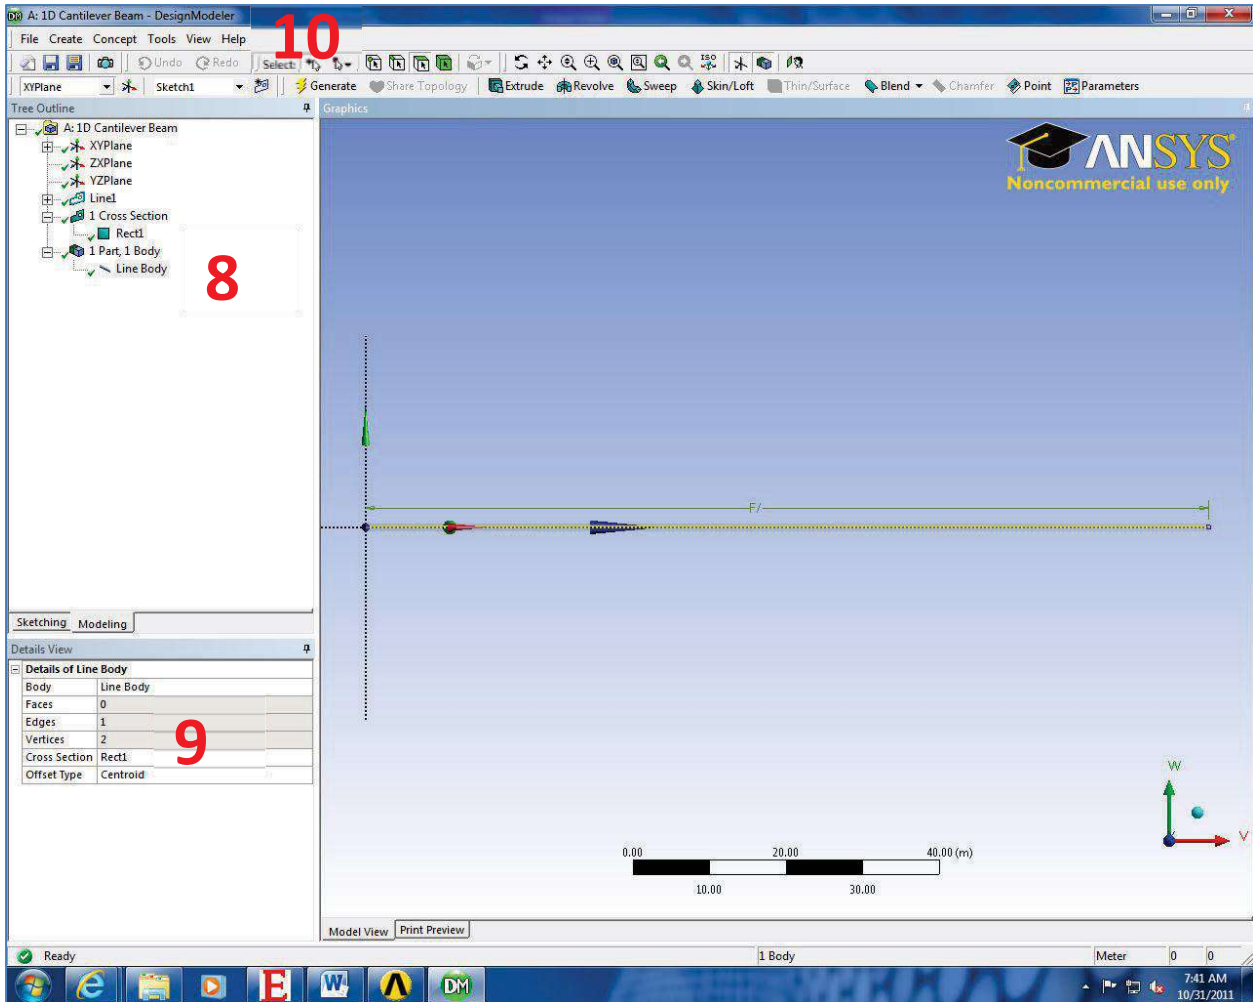 A: 1D Cantilever Beam - DesignModeler
File Create Concept Tools View Help
10
Undo Redo Select:
XYPlane Sketch1 Generate Share Topology Extrude Revolve Sweep Skin/Loft Thin/Surface Blend Chamfer Point Parameters
Tree Outline
Graphics
A: 1D Cantilever Beam
XYPlane
ZXPlane
YZPlane
Line1
1 Cross Section
Rect1
1 Part, 1 Body
Line Body
8
ANSYS
Noncommercial use only
Sketching Modeling
Details View
Details of Line Body
Body Line Body
Faces 0
Edges 1
Vertices 2
Cross Section Rect1
Offset Type Centroid
9
W
V
0.00 20.00 40.00 (m)
10.00 30.00
Model View Print Preview
Ready 1 Body Meter 0 0
E W DM
7:41 AM
10/31/2011